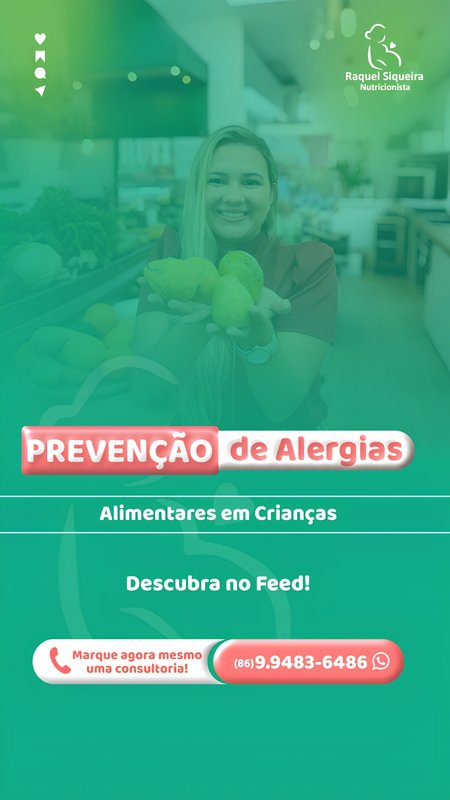 Raquel Siqueira
Nutricionista
PREVENÇÃO de Alergias
Alimentares em Crianças
Descubra no Feed!
Marque agora mesmo
uma consultoria!
(86)9.9483-6486